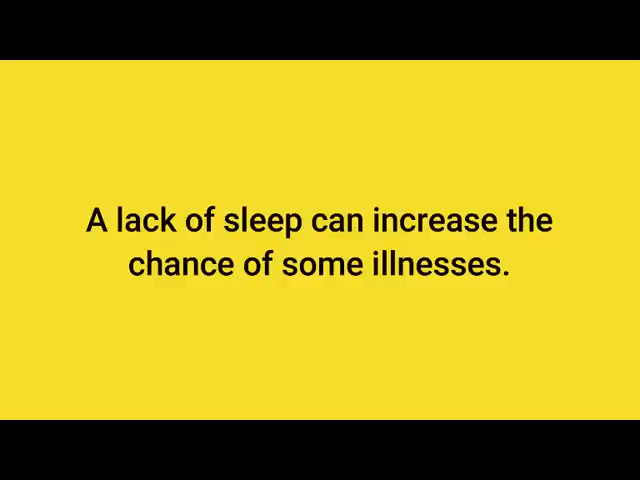 A lack of sleep can increase the
chance of some illnesses.